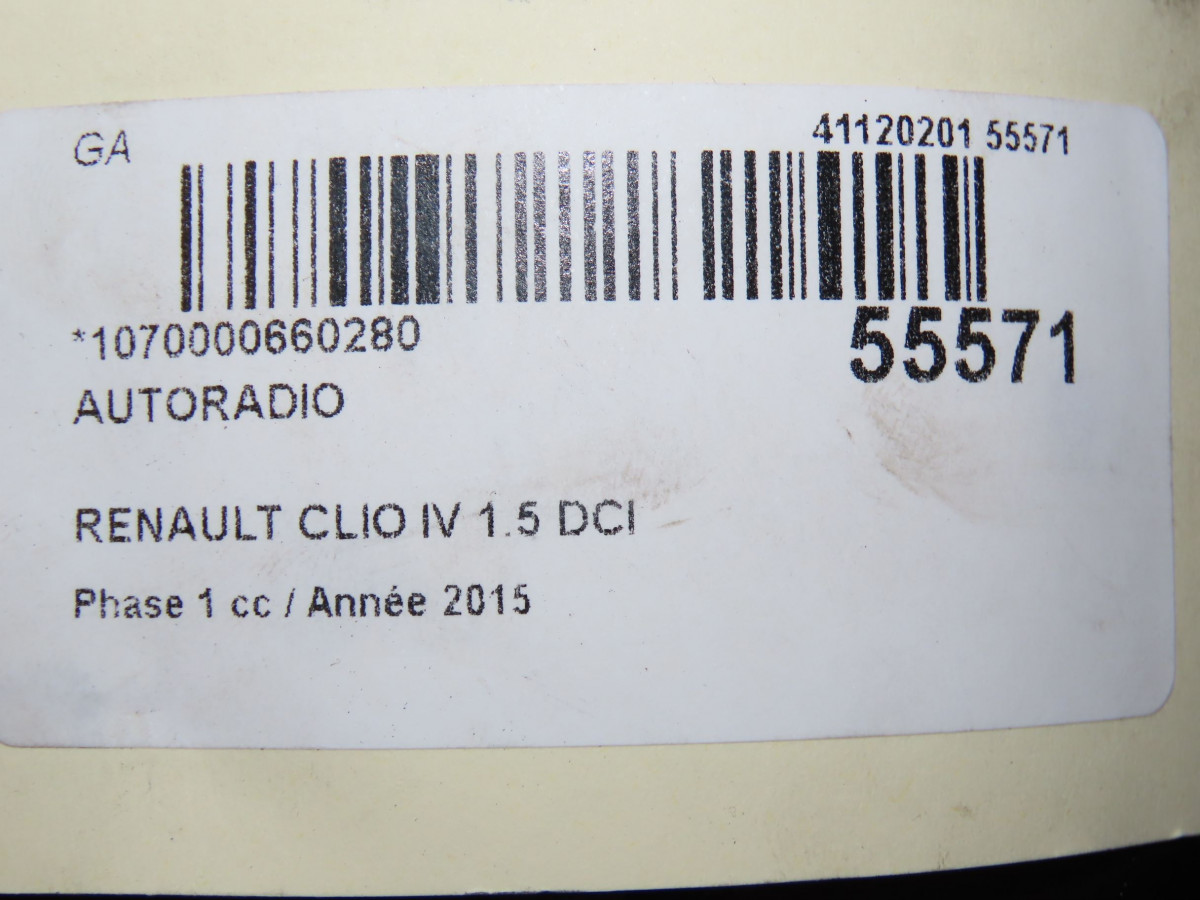 GA
41120201 55571
*1070000660280
55571
AUTORADIO
RENAULT CLIO IV 1.5 DCI
Phase 1 cc / Année 2015